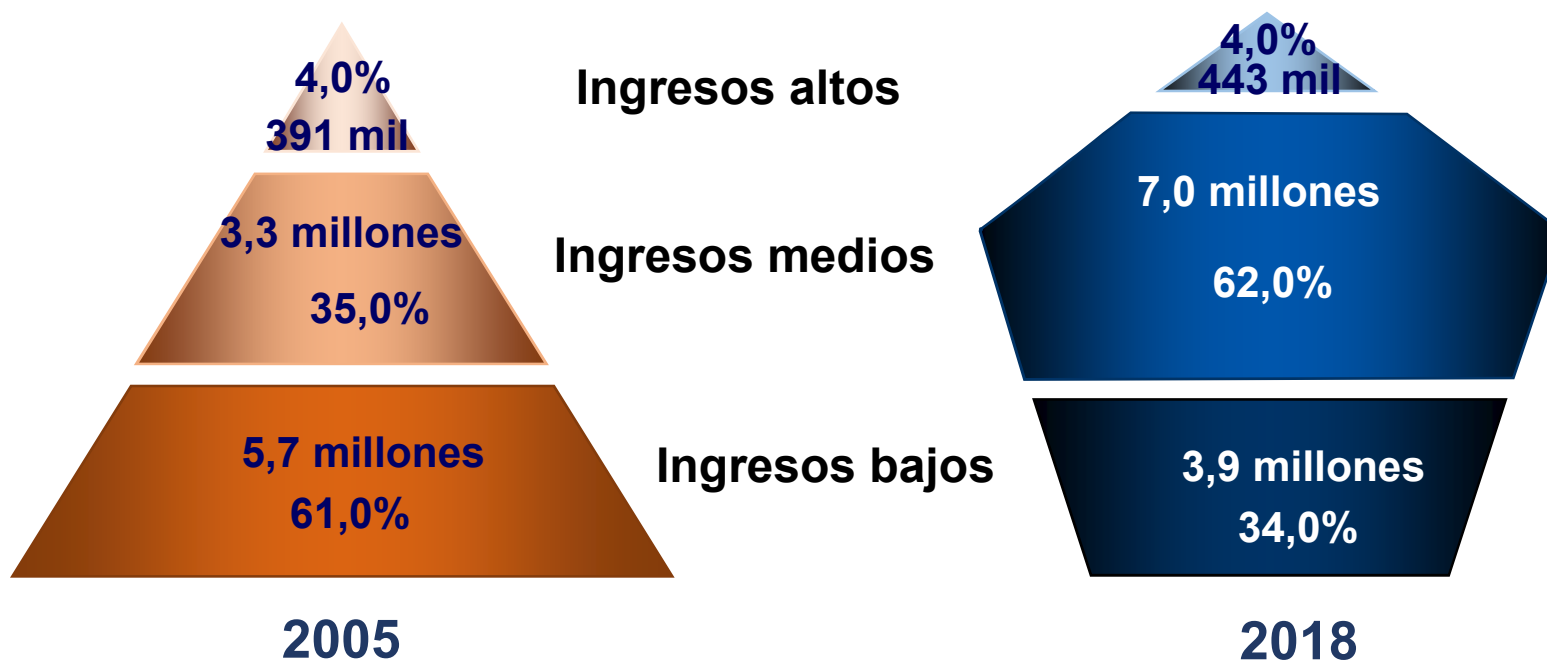 4,0%
391 mil
Ingresos altos
4,0%
443 mil
3,3 millones
35,0%
Ingresos medios
7,0 millones
62,0%
5,7 millones
61,0%
Ingresos bajos
3,9 millones
34,0%
2005
2018